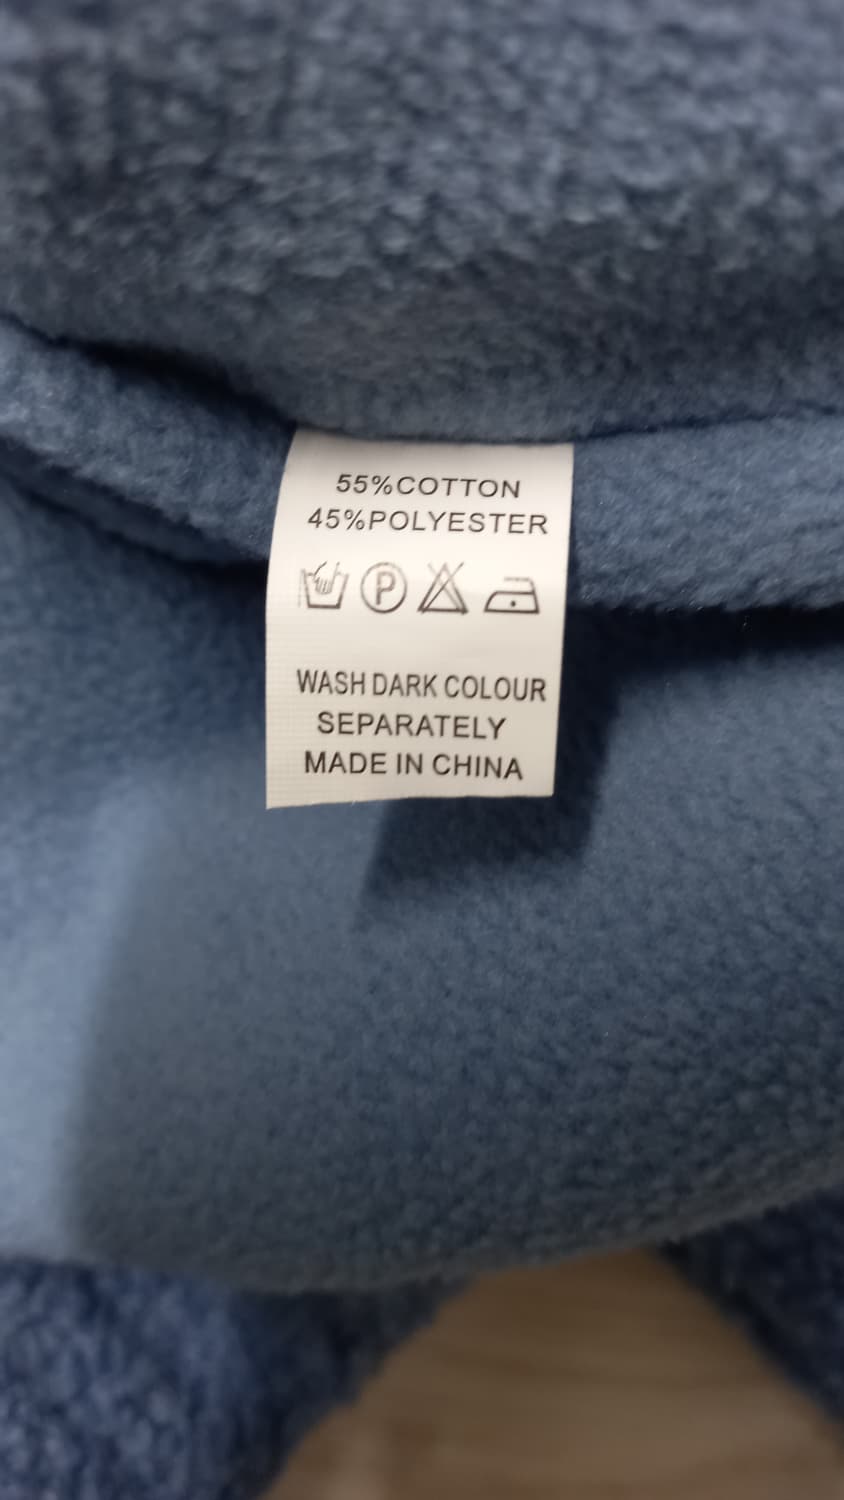 55%COTTON
45%POLYESTER
P
WASH DARK COLOUR
SEPARATELY
MADE IN CHINA